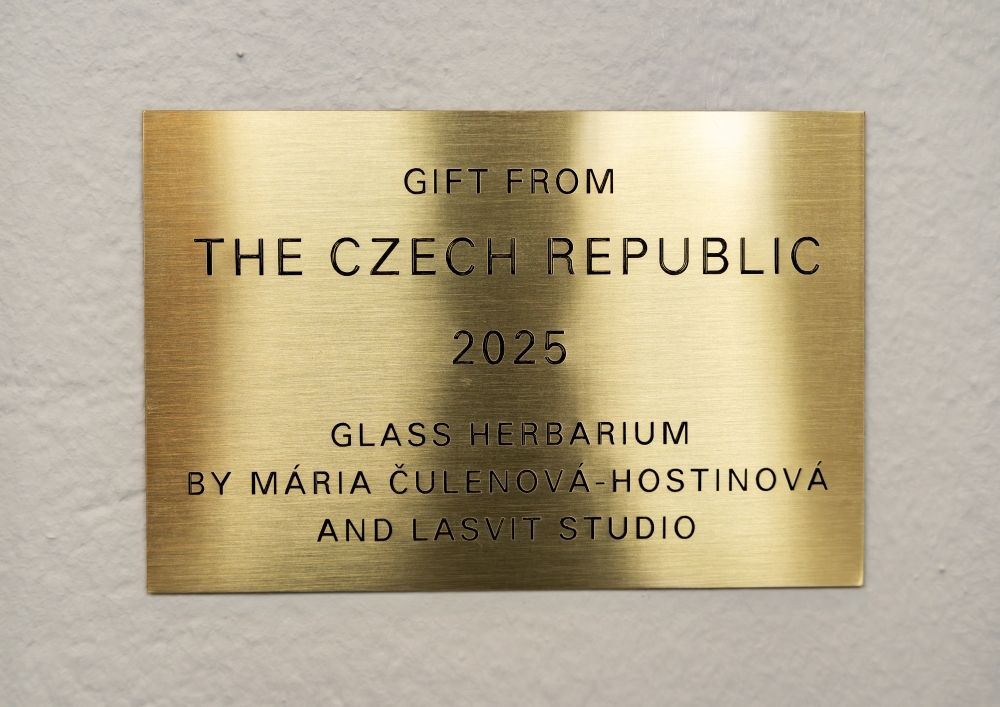 GIFT FROM
THE CZECH REPUBLIC
2025
GLASS HERBARIUM
BY MÁRIA ČULENOVÁ-HOSTINOVÁ
AND LASVIT STUDIO